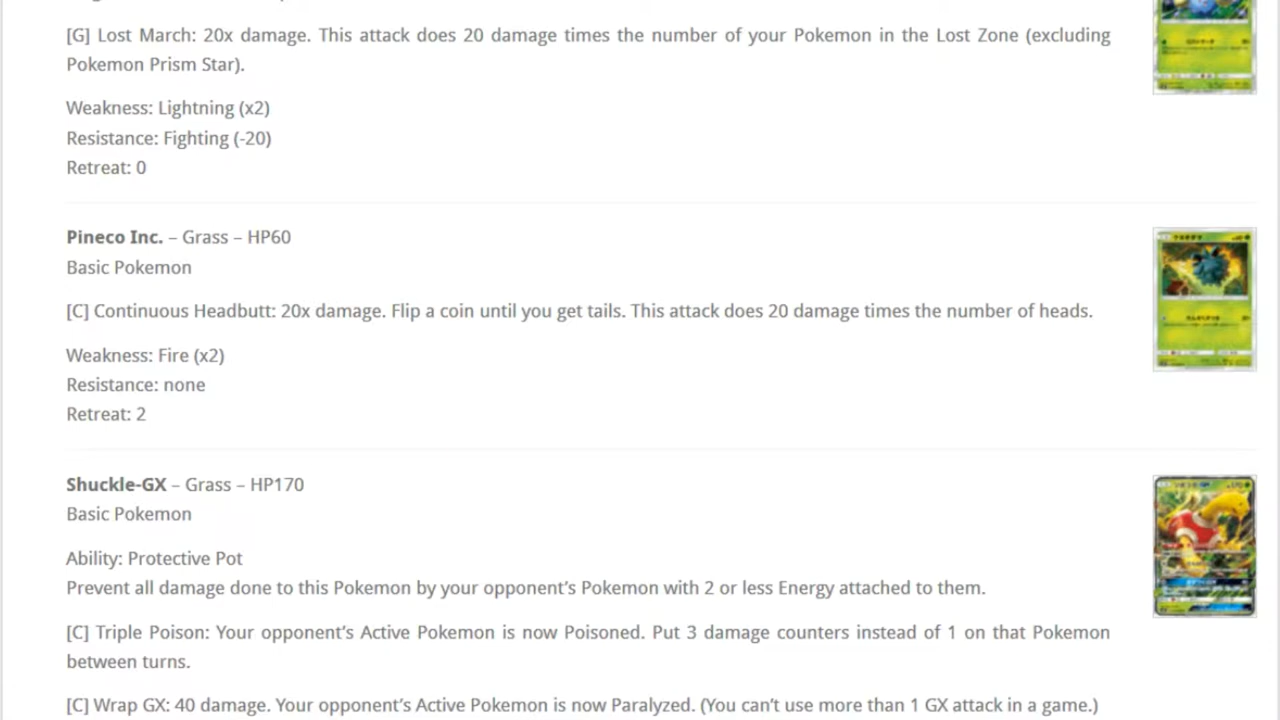 [G] Lost March: 20x damage. This attack does 20 damage times the number of your Pokemon in the Lost Zone (excluding
Pokemon Prism Star).
Weakness: Lightning (x2)
Resistance: Fighting (-20)
Retreat: 0
Pineco Inc. – Grass – HP60
Basic Pokemon
[C] Continuous Headbutt: 20x damage. Flip a coin until you get tails. This attack does 20 damage times the number of heads.
Weakness: Fire (x2)
Resistance: none
Retreat: 2
Shuckle-GX – Grass – HP170
Basic Pokemon
Ability: Protective Pot
Prevent all damage done to this Pokemon by your opponent’s Pokemon with 2 or less Energy attached to them.
[C] Triple Poison: Your opponent’s Active Pokemon is now Poisoned. Put 3 damage counters instead of 1 on that Pokemon
between turns.
[C] Wrap GX: 40 damage. Your opponent’s Active Pokemon is now Paralyzed. (You can’t use more than 1 GX attack in a game.)